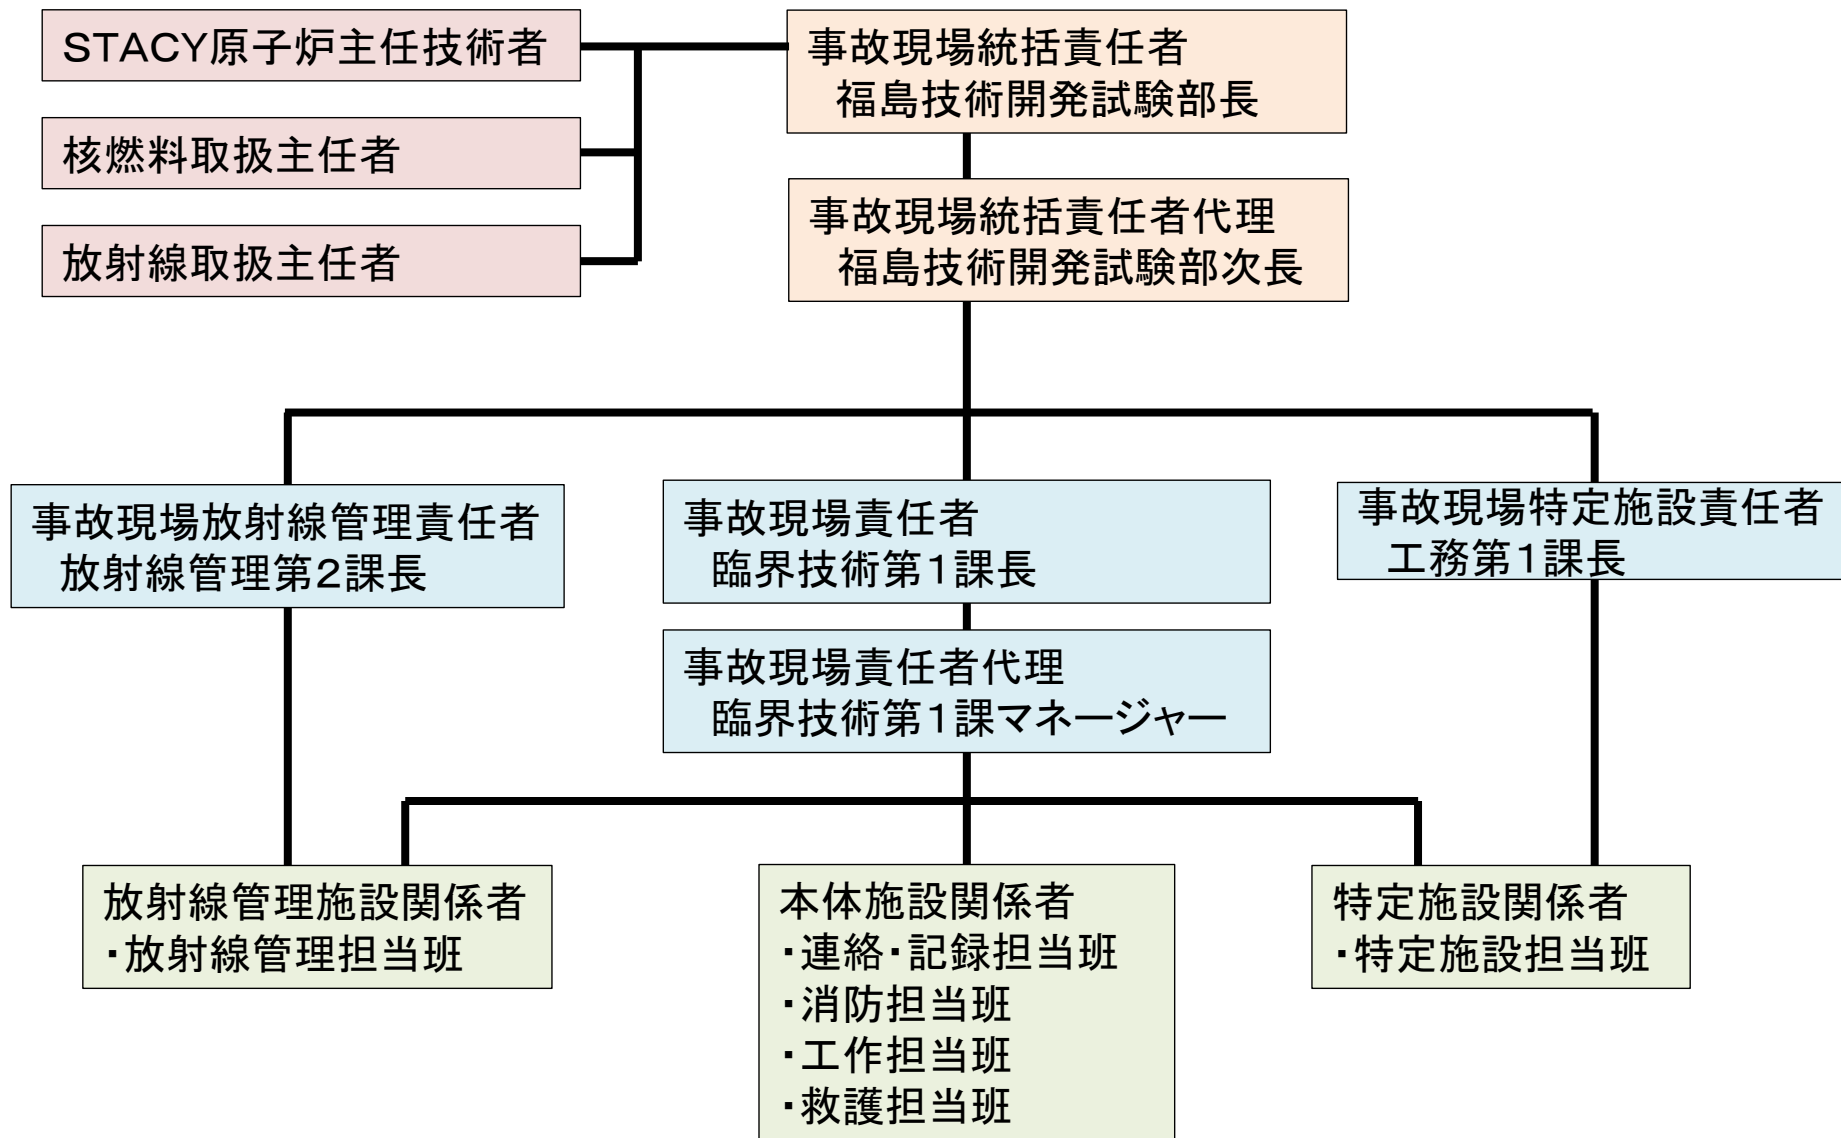 STACY原子炉主任技術者
核燃料取扱主任者
放射線取扱主任者
事故現場統括責任者
福島技術開発試験部長
事故現場統括責任者代理
福島技術開発試験部次長
事故現場放射線管理責任者
放射線管理第2課長
事故現場責任者
臨界技術第1課長
事故現場責任者代理
臨界技術第1課マネージャー
事故現場特定施設責任者
工務第1課長
放射線管理施設関係者
・放射線管理担当班
本体施設関係者
・連絡・記録担当班
・消防担当班
・工作担当班
・救護担当班
特定施設関係者
・特定施設担当班